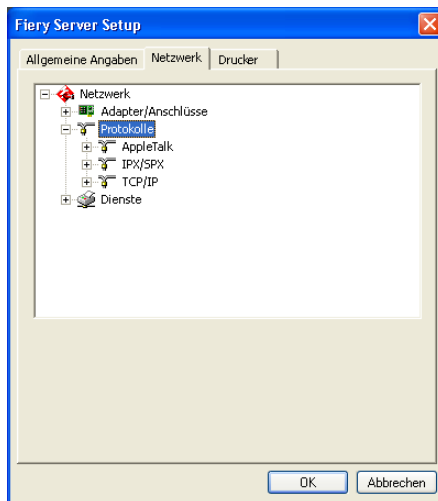 Fiery Server Setup
Allgemeine Angaben Netzwerk Drucker
Netzwerk
Adapter/Anschlüsse
Protokolle
AppleTalk
IPX/SPX
TCP/IP
Dienste
OK Abbrechen